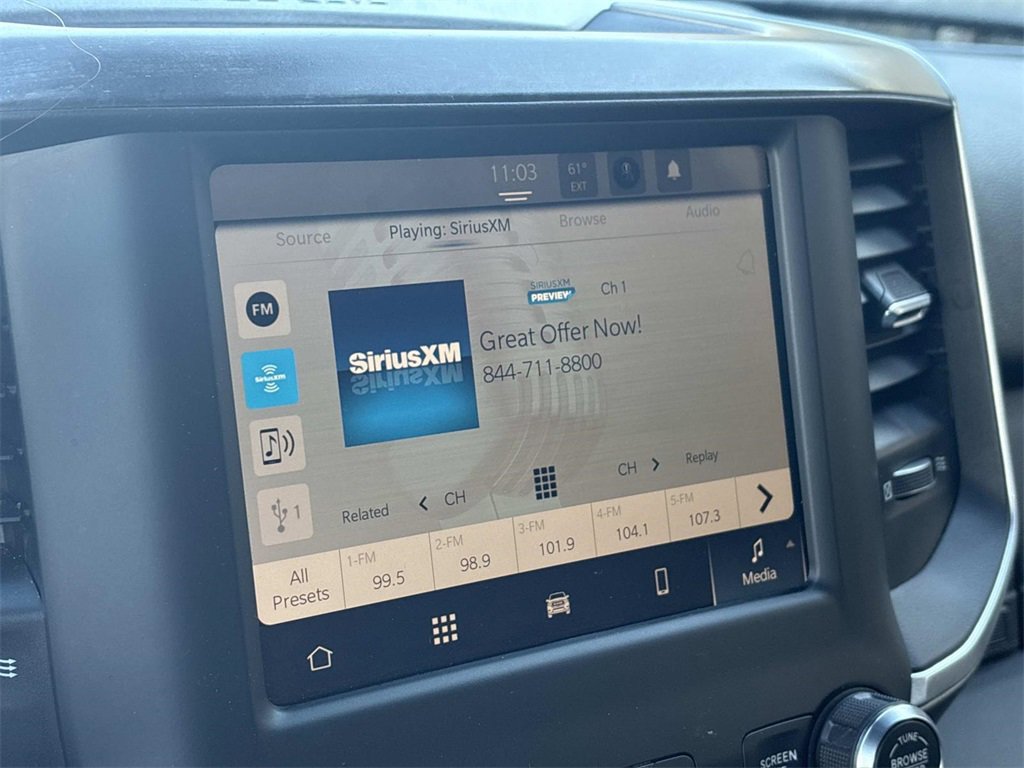 11:03
61°
EXT
Source
Playing: SiriusXM
Browse
Audio
FM
SIRIUSXM
PREVIEW
Ch 1
SiriusXM
SiriusXM
Great Offer Now!
844-711-8800
1
Related
CH
CH
Replay
All
Presets
1-FM
99.5
2-FM
98.9
3-FM
101.9
4-FM
104.1
5-FM
107.3
Media
SCREEN
TUNE
BROWSE